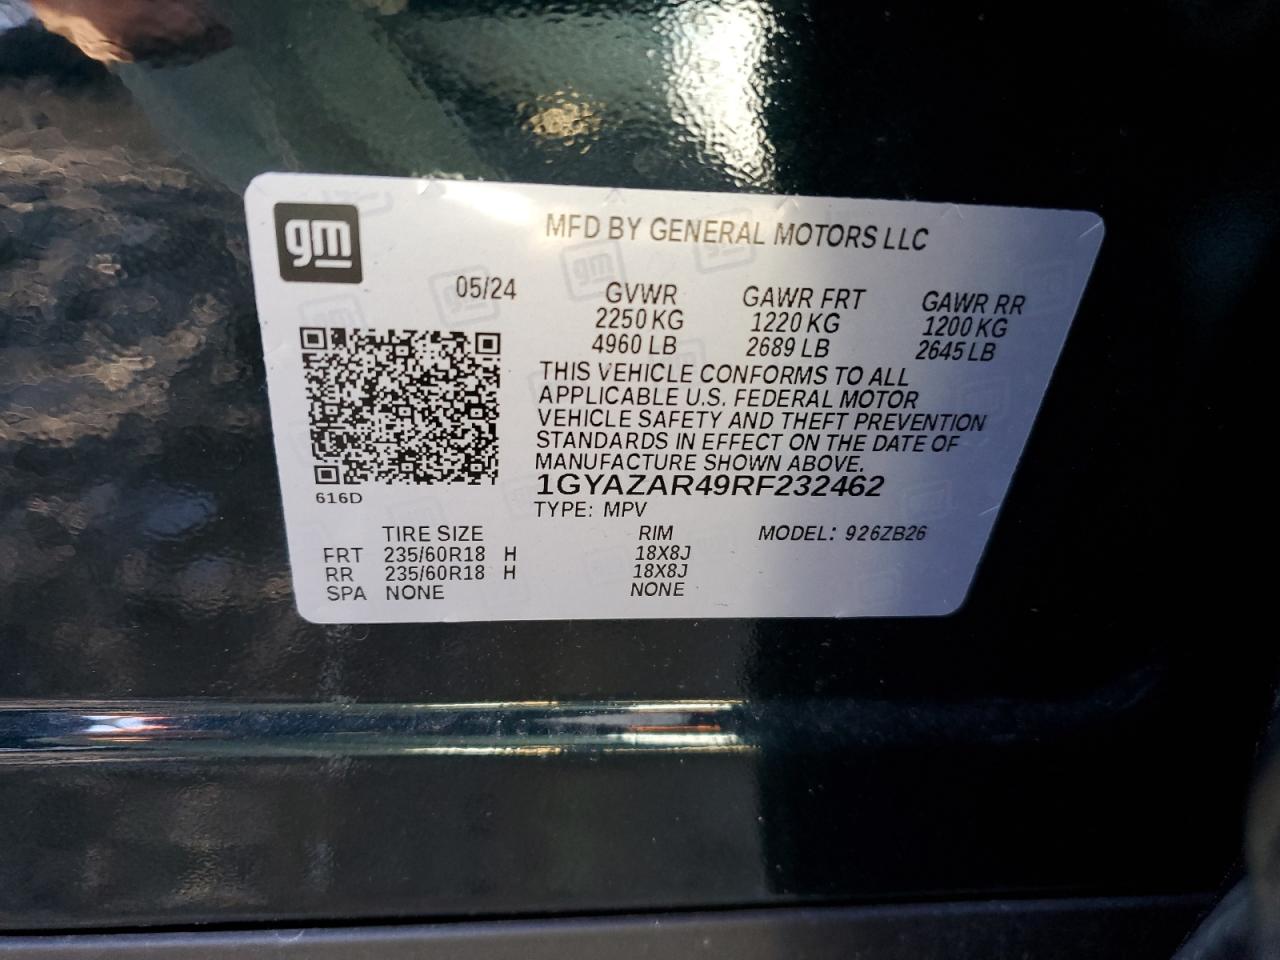 gm
MFD BY GENERAL MOTORS LLC
05/24 GVWR GAWR FRT GAWR RR
2250 KG 1220 KG 1200 KG
4960 LB 2689 LB 2645 LB
THIS VEHICLE CONFORMS TO ALL
APPLICABLE U.S. FEDERAL MOTOR
VEHICLE SAFETY AND THEFT PREVENTION
STANDARDS IN EFFECT ON THE DATE OF
MANUFACTURE SHOWN ABOVE.
616D
1GYAZAR49RF232462
TYPE: MPV
TIRE SIZE RIM MODEL: 926ZB26
FRT 235/60R18 H 18X8J
RR 235/60R18 H 18X8J
SPA NONE NONE